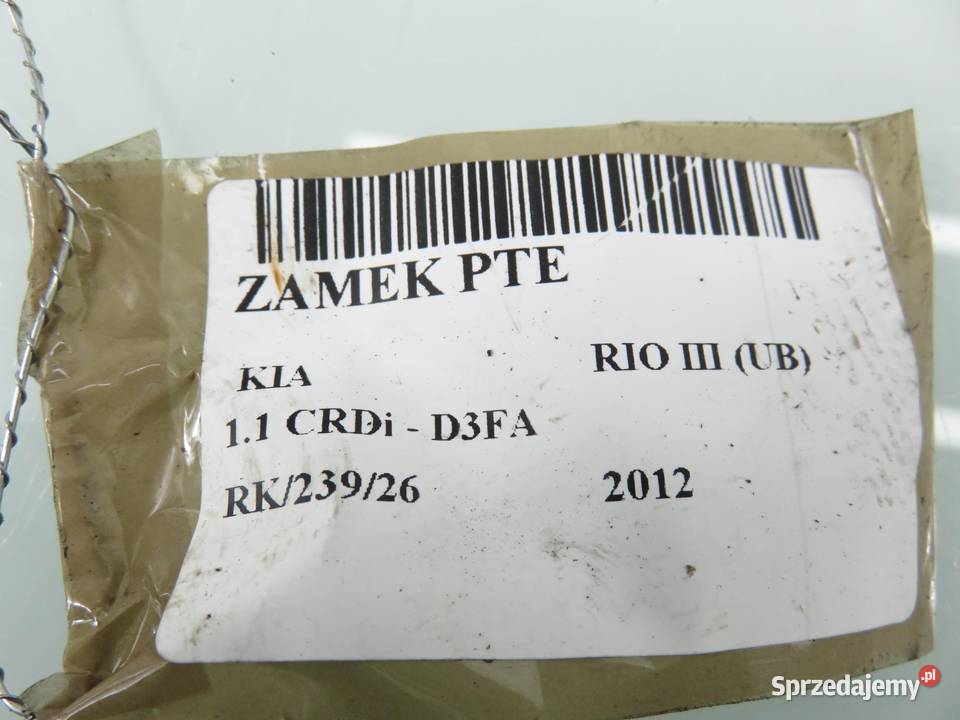 ZAMEK PTE
KIA RIO III (UB)
1.1 CRDi - D3FA
RK/239/26 2012
Sprzedajemy.pl